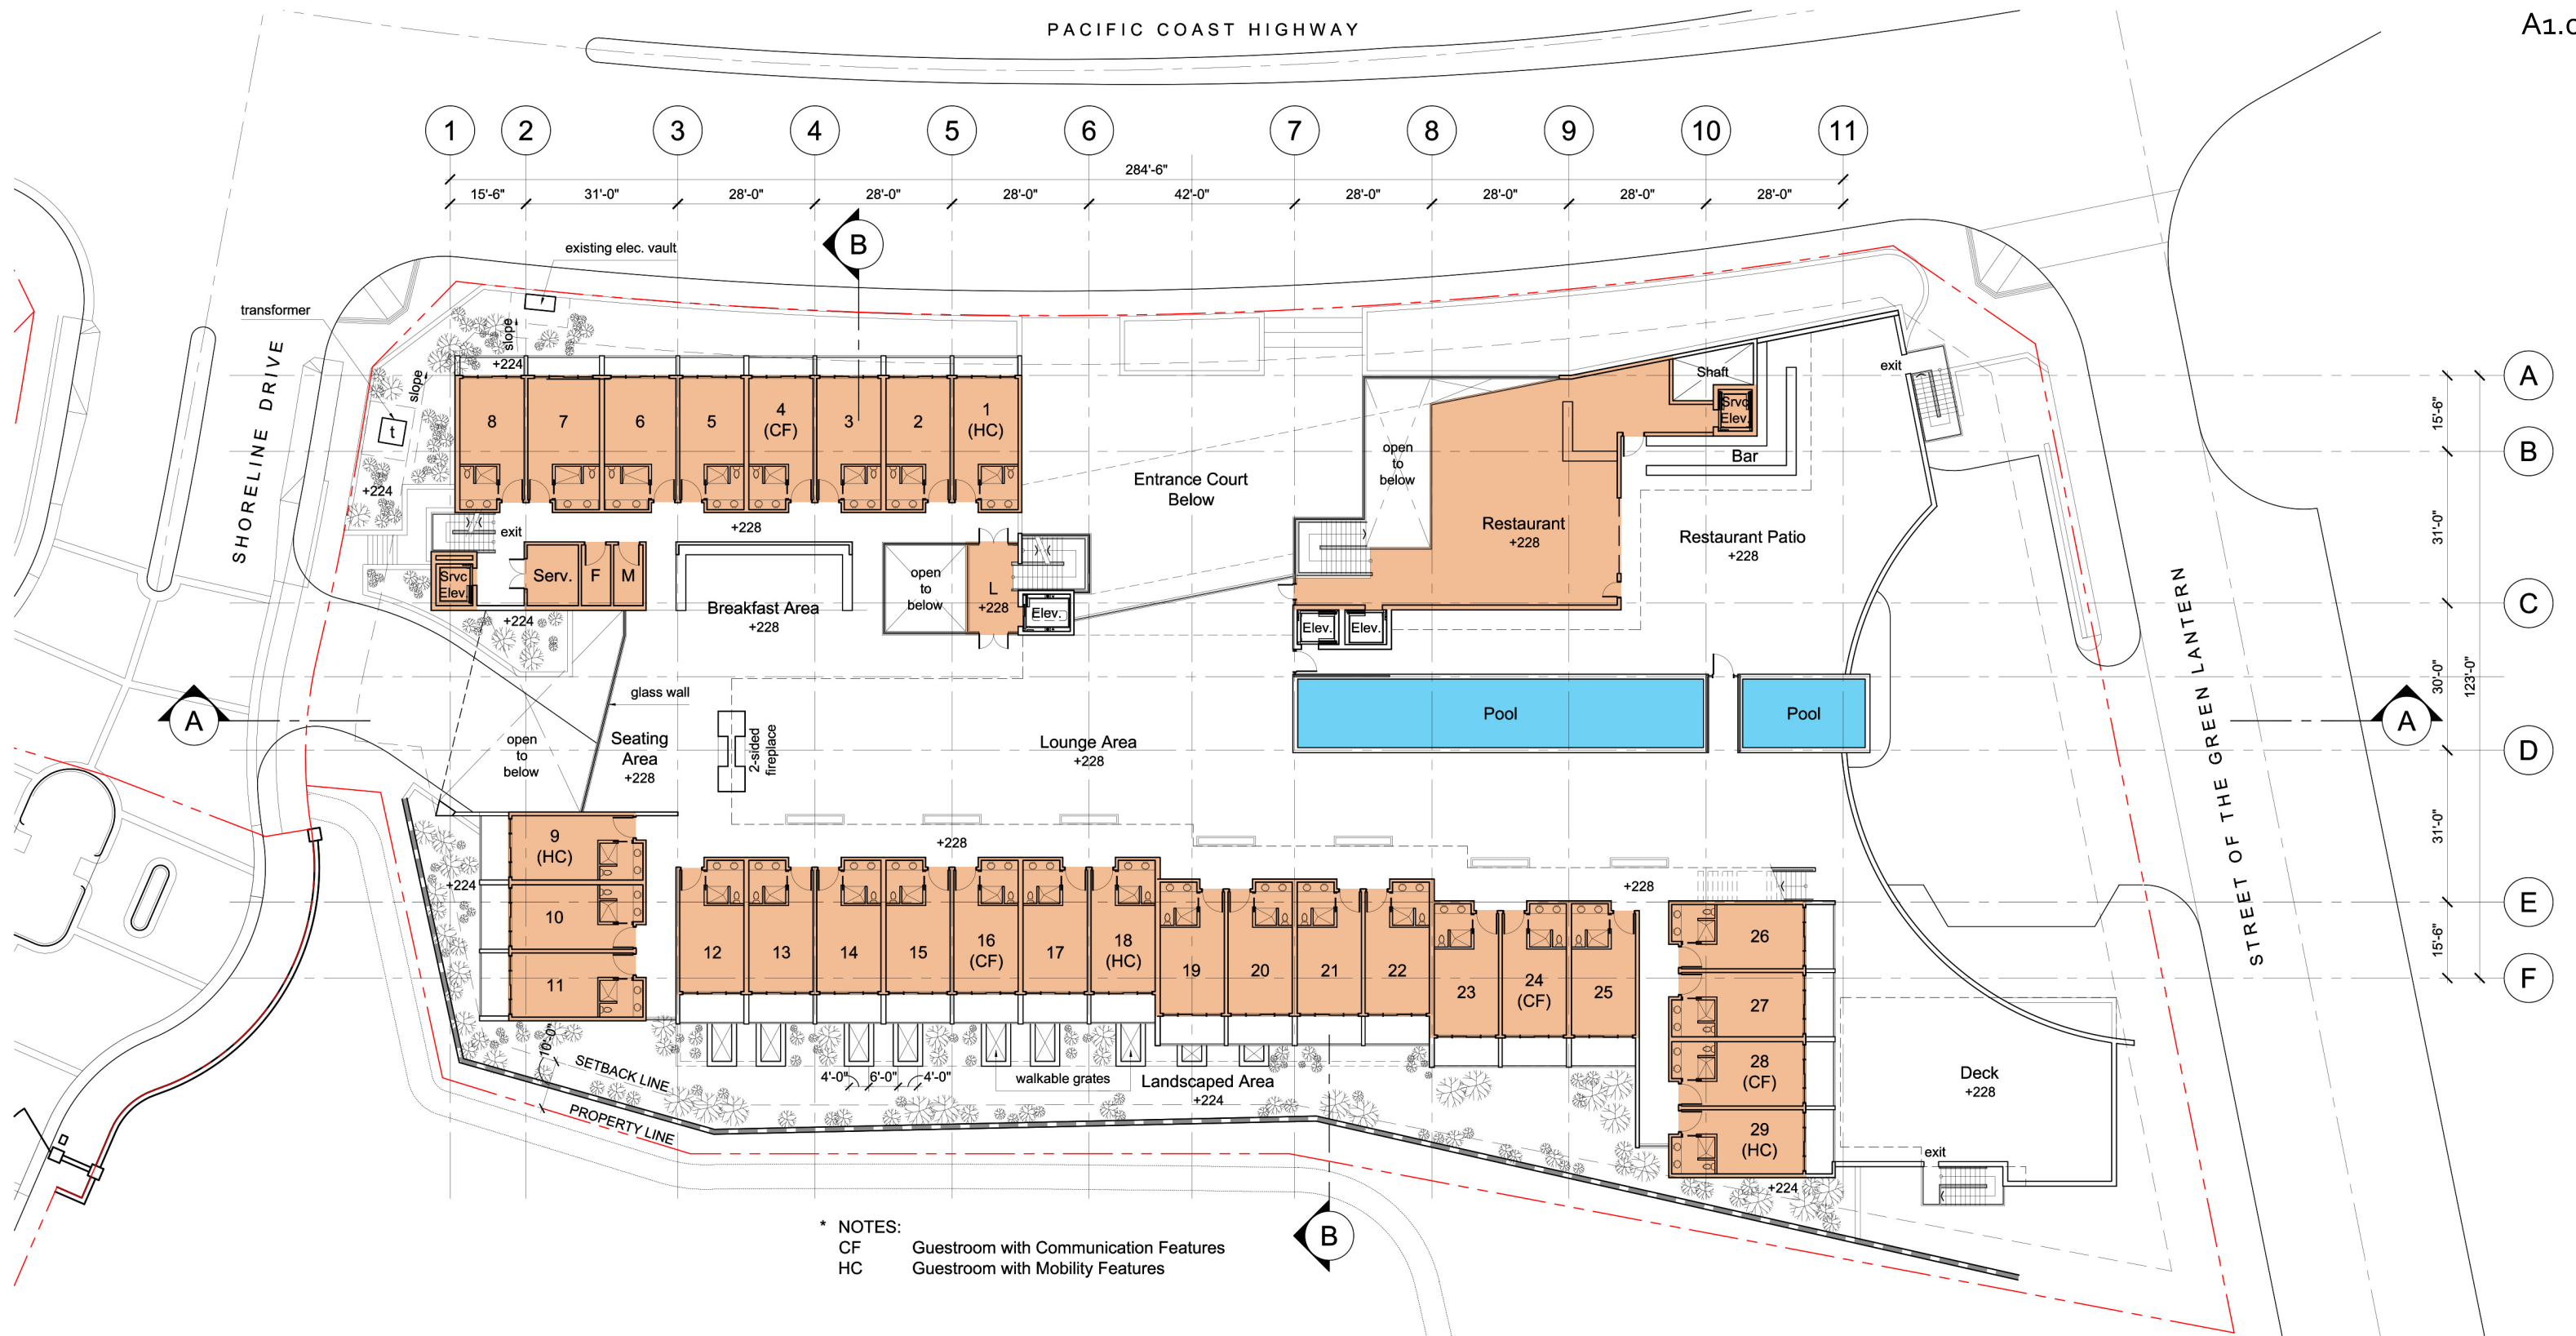 PACIFIC COAST HIGHWAY
A1.0
1 2 3 4 5 6 7 8 9 10 11
284'-6"
15'-6" 31'-0" 28'-0" 28'-0" 28'-0" 42'-0" 28'-0" 28'-0" 28'-0" 28'-0"
B
existing elec. vault
transformer
slope
+224
slope
t
+224
SHORELINE DRIVE
8
7
6
5
4
(CF)
3
2
1
(HC)
exit
+228
Srvc
Elev.
Serv.
F
M
+224
Breakfast Area
+228
open
to
below
L
+228
Elev.
Entrance Court
Below
open
to
below
Restaurant
+228
Shaft
Srvc
Elev.
Bar
Restaurant Patio
+228
exit
Elev.
Elev.
Pool
Pool
A
glass wall
open
to
below
Seating
Area
+228
2-sided
fireplace
Lounge Area
+228
A
A
B
C
D
E
F
15'-6"
31'-0"
30'-0"
123'-0"
31'-0"
15'-6"
STREET OF THE GREEN LANTERN
+228
+228
+224
9
(HC)
10
11
12
13
14
15
16
(CF)
17
18
(HC)
19
20
21
22
23
24
(CF)
25
26
27
28
(CF)
29
(HC)
10'-0"
SETBACK LINE
PROPERTY LINE
4'-0" 6'-0" 4'-0"
walkable grates
Landscaped Area
+224
Deck
+228
exit
+224
B
* NOTES:
CF Guestroom with Communication Features
HC Guestroom with Mobility Features